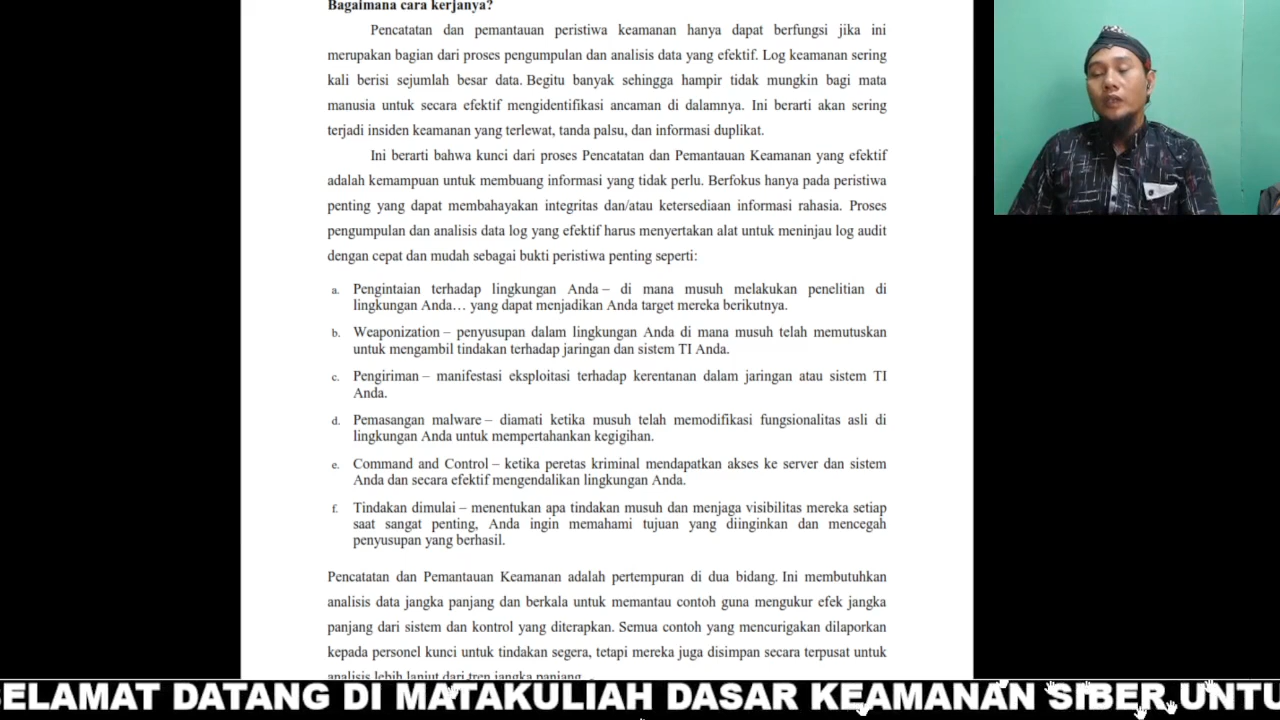 Bagaimana cara kerjanya?
Pencatatan dan pemantauan peristiwa keamanan hanya dapat berfungsi jika ini
merupakan bagian dari proses pengumpulan dan analisis data yang efektif. Log keamanan sering
kali berisi sejumlah besar data. Begitu banyak sehingga hampir tidak mungkin bagi mata
manusia untuk secara efektif mengidentifikasi ancaman di dalamnya. Ini berarti akan sering
terjadi insiden keamanan yang terlewat, tanda palsu, dan informasi duplikat.
Ini berarti bahwa kunci dari proses Pencatatan dan Pemantauan Keamanan yang efektif
adalah kemampuan untuk membuang informasi yang tidak perlu. Berfokus hanya pada peristiwa
penting yang dapat membahayakan integritas dan/atau ketersediaan informasi rahasia. Proses
pengumpulan dan analisis data log yang efektif harus menyertakan alat untuk meninjau log audit
dengan cepat dan mudah sebagai bukti peristiwa penting seperti:
a. Pengintaian terhadap lingkungan Anda – di mana musuh melakukan penelitian di
lingkungan Anda… yang dapat menjadikan Anda target mereka berikutnya.
b. Weaponization – penyusupan dalam lingkungan Anda di mana musuh telah memutuskan
untuk mengambil tindakan terhadap jaringan dan sistem TI Anda.
c. Pengiriman – manifestasi eksploitasi terhadap kerentanan dalam jaringan atau sistem TI
Anda.
d. Pemasangan malware – diamati ketika musuh telah memodifikasi fungsionalitas asli di
lingkungan Anda untuk mempertahankan kegigihan.
e. Command and Control – ketika peretas kriminal mendapatkan akses ke server dan sistem
Anda dan secara efektif mengendalikan lingkungan Anda.
f. Tindakan dimulai – menentukan apa tindakan musuh dan menjaga visibilitas mereka setiap
saat sangat penting, Anda ingin memahami tujuan yang diinginkan dan mencegah
penyusupan yang berhasil.
Pencatatan dan Pemantauan Keamanan adalah pertempuran di dua bidang. Ini membutuhkan
analisis data jangka panjang dan berkala untuk memantau contoh guna mengukur efek jangka
panjang dari sistem dan kontrol yang diterapkan. Semua contoh yang mencurigakan dilaporkan
kepada personel kunci untuk tindakan segera, tetapi mereka juga disimpan secara terpisah untuk
analisis lebih lanjut dari tren jangka panjang.
ELAMAT DATANG DI MATAKULIAH DASAR KEAMANAN SIBER UNTU